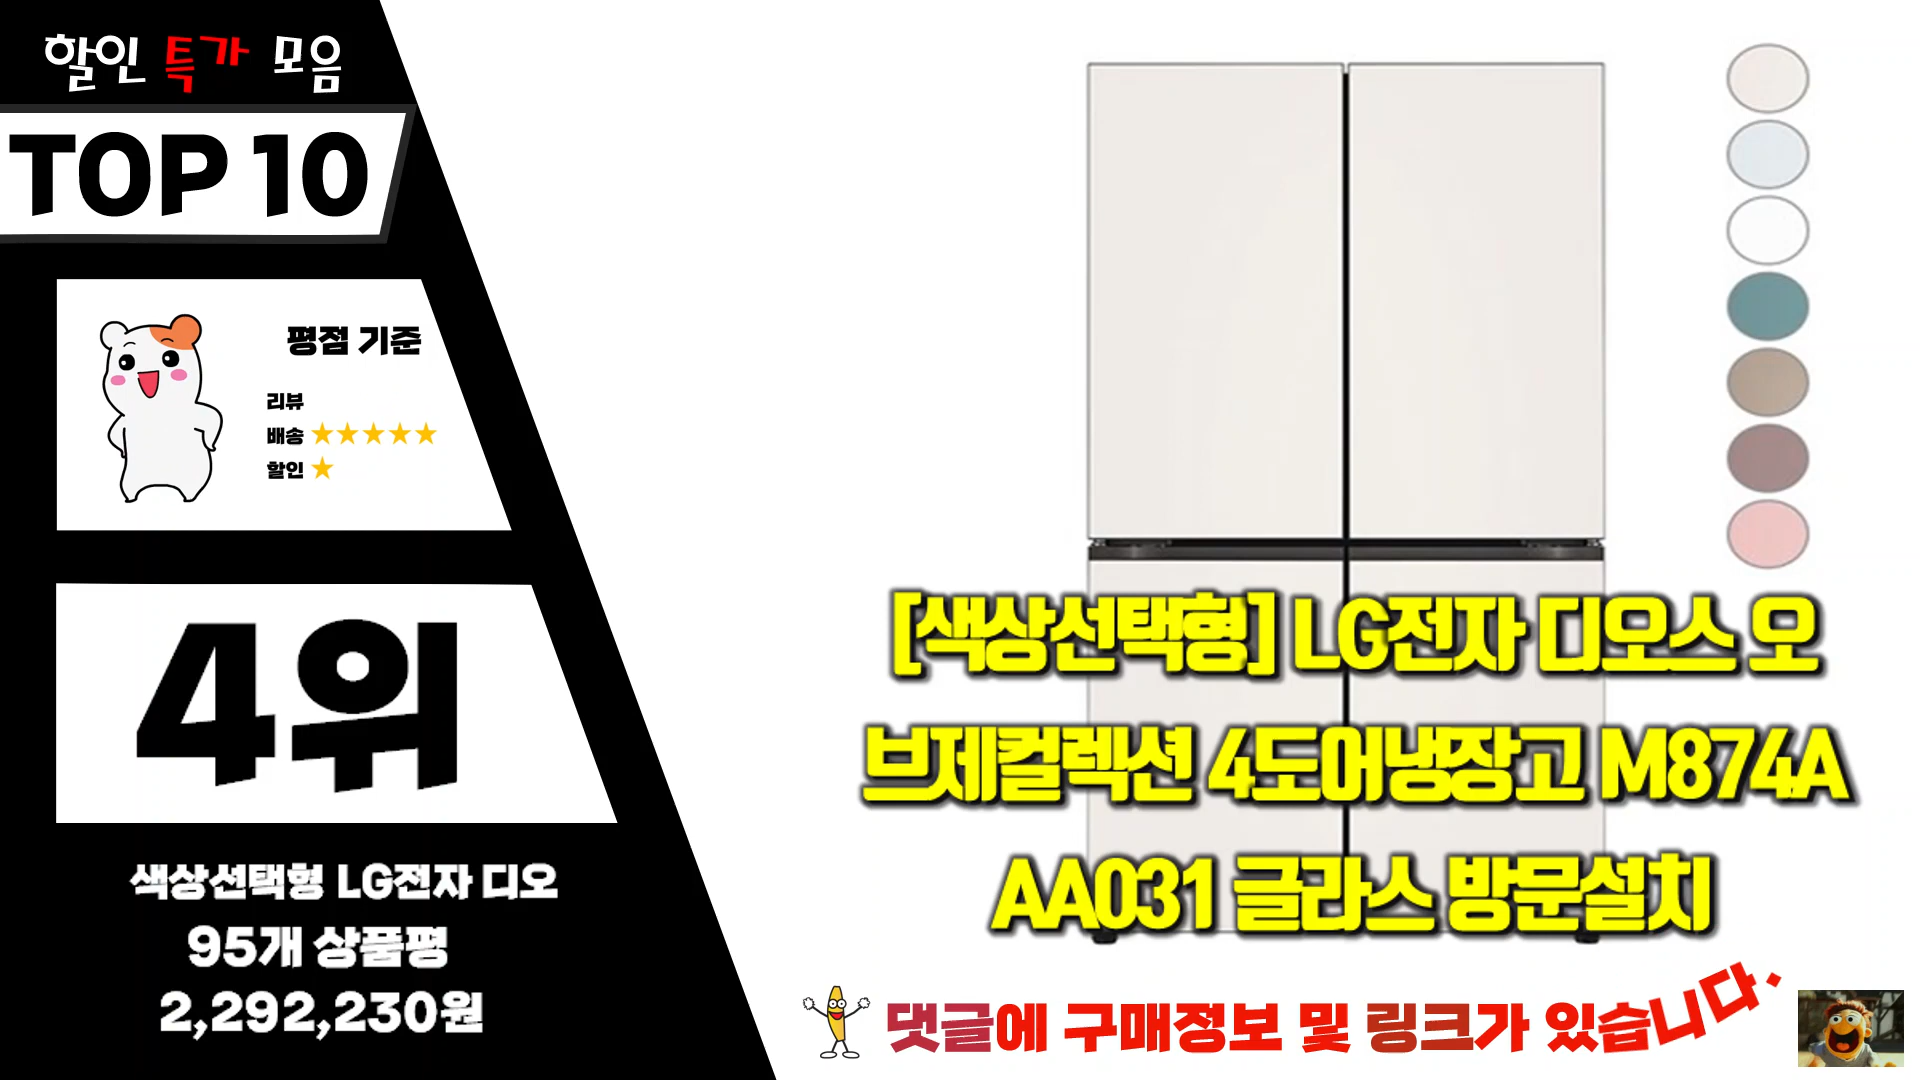 할인 특가 모음
TOP 10
평점 기준
리뷰
배송 ★★★★★
할인 ★
4위
색상선택형 LG전자 디오
95개 상품평
2,292,230원
[색상선택형] LG전자 디오스 오
브제컬렉션 4도어냉장고 M874A
AA031 글라스 방문설치
댓글에 구매정보 및 링크가 있습니다.